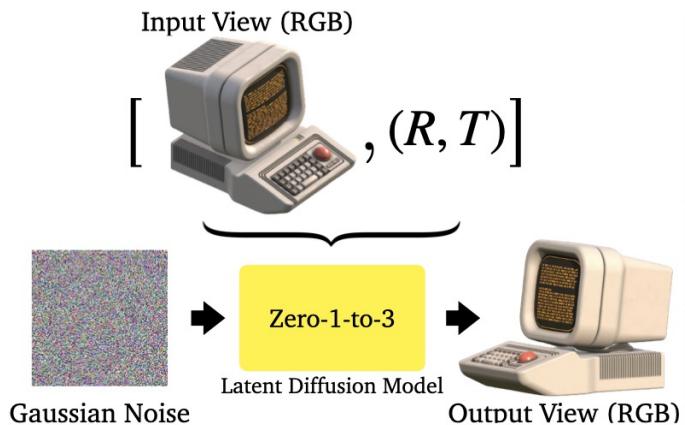 Input View (RGB)
[ , (R, T)]
Zero-1-to-3
Latent Diffusion Model
Gaussian Noise
Output View (RGB)